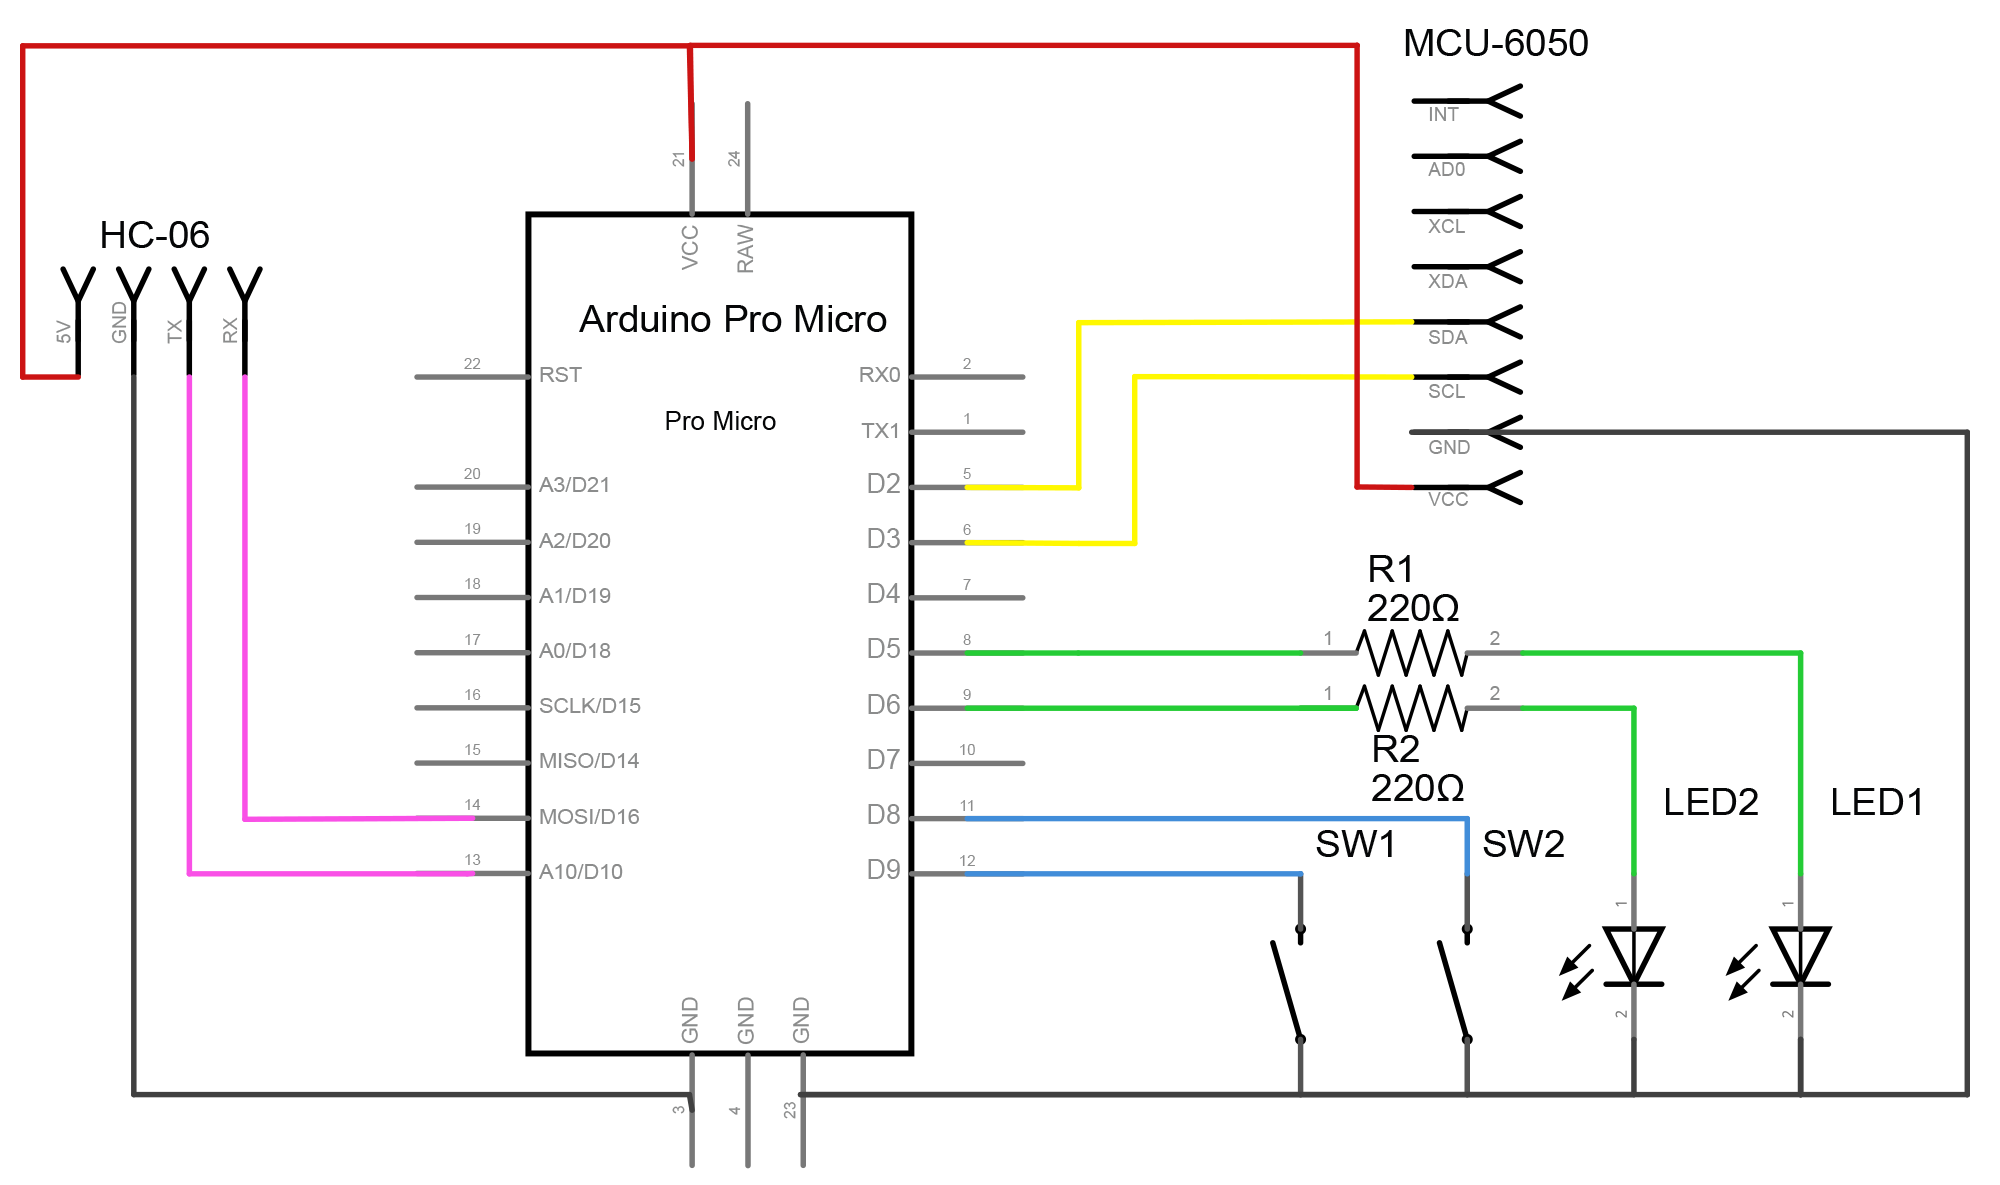 MCU-6050
INT
AD0
XCL
XDA
SDA
SCL
GND
VCC
HC-06
5V
GND
TX
RX
21
24
VCC
RAW
Arduino Pro Micro
Pro Micro
22
RST
20
A3/D21
19
A2/D20
18
A1/D19
17
A0/D18
16
SCLK/D15
15
MISO/D14
14
MOSI/D16
13
A10/D10
RX0
2
TX1
1
D2
5
D3
6
D4
7
D5
8
D6
9
D7
10
D8
11
D9
12
GND
GND
GND
3
4
23
R1
220Ω
1
2
1
2
R2
220Ω
SW1
SW2
LED2
LED1
1
2
1
2